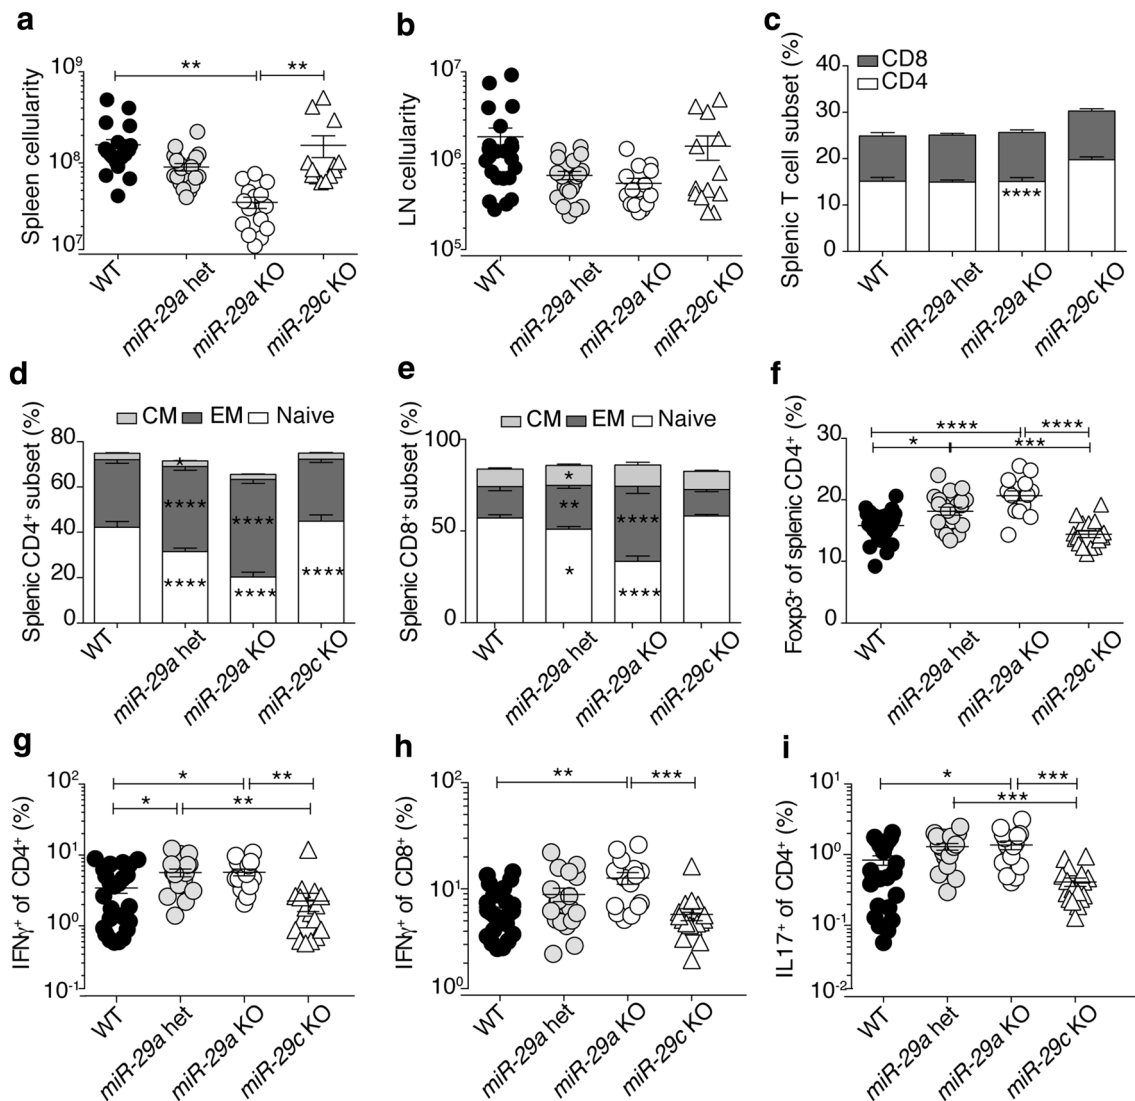 a
Spleen cellularity
10⁹
10⁸
10⁷
**
**
WT
miR-29a het
miR-29a KO
miR-29c KO
b
LN cellularity
10⁷
10⁶
10⁵
WT
miR-29a het
miR-29a KO
miR-29c KO
c
Splenic T cell subset (%)
CD8
CD4
40
30
20
10
0
****
WT
miR-29a het
miR-29a KO
miR-29c KO
d
Splenic CD4⁺ subset (%)
CM EM Naive
80
60
40
20
0
*
****
****
****
****
****
WT
miR-29a het
miR-29a KO
miR-29c KO
e
Splenic CD8⁺ subset (%)
CM EM Naive
100
50
0
*
**
****
*
****
WT
miR-29a het
miR-29a KO
miR-29c KO
f
Foxp3⁺ of splenic CD4⁺ (%)
30
20
10
0
****
****
*
***
WT
miR-29a het
miR-29a KO
miR-29c KO
g
IFNγ⁺ of CD4⁺ (%)
10²
10¹
10⁰
10⁻¹
*
**
*
**
WT
miR-29a het
miR-29a KO
miR-29c KO
h
IFNγ⁺ of CD8⁺ (%)
10²
10¹
10⁰
**
***
WT
miR-29a het
miR-29a KO
miR-29c KO
i
IL17⁺ of CD4⁺ (%)
10¹
10⁰
10⁻¹
10⁻²
*
***
***
WT
miR-29a het
miR-29a KO
miR-29c KO